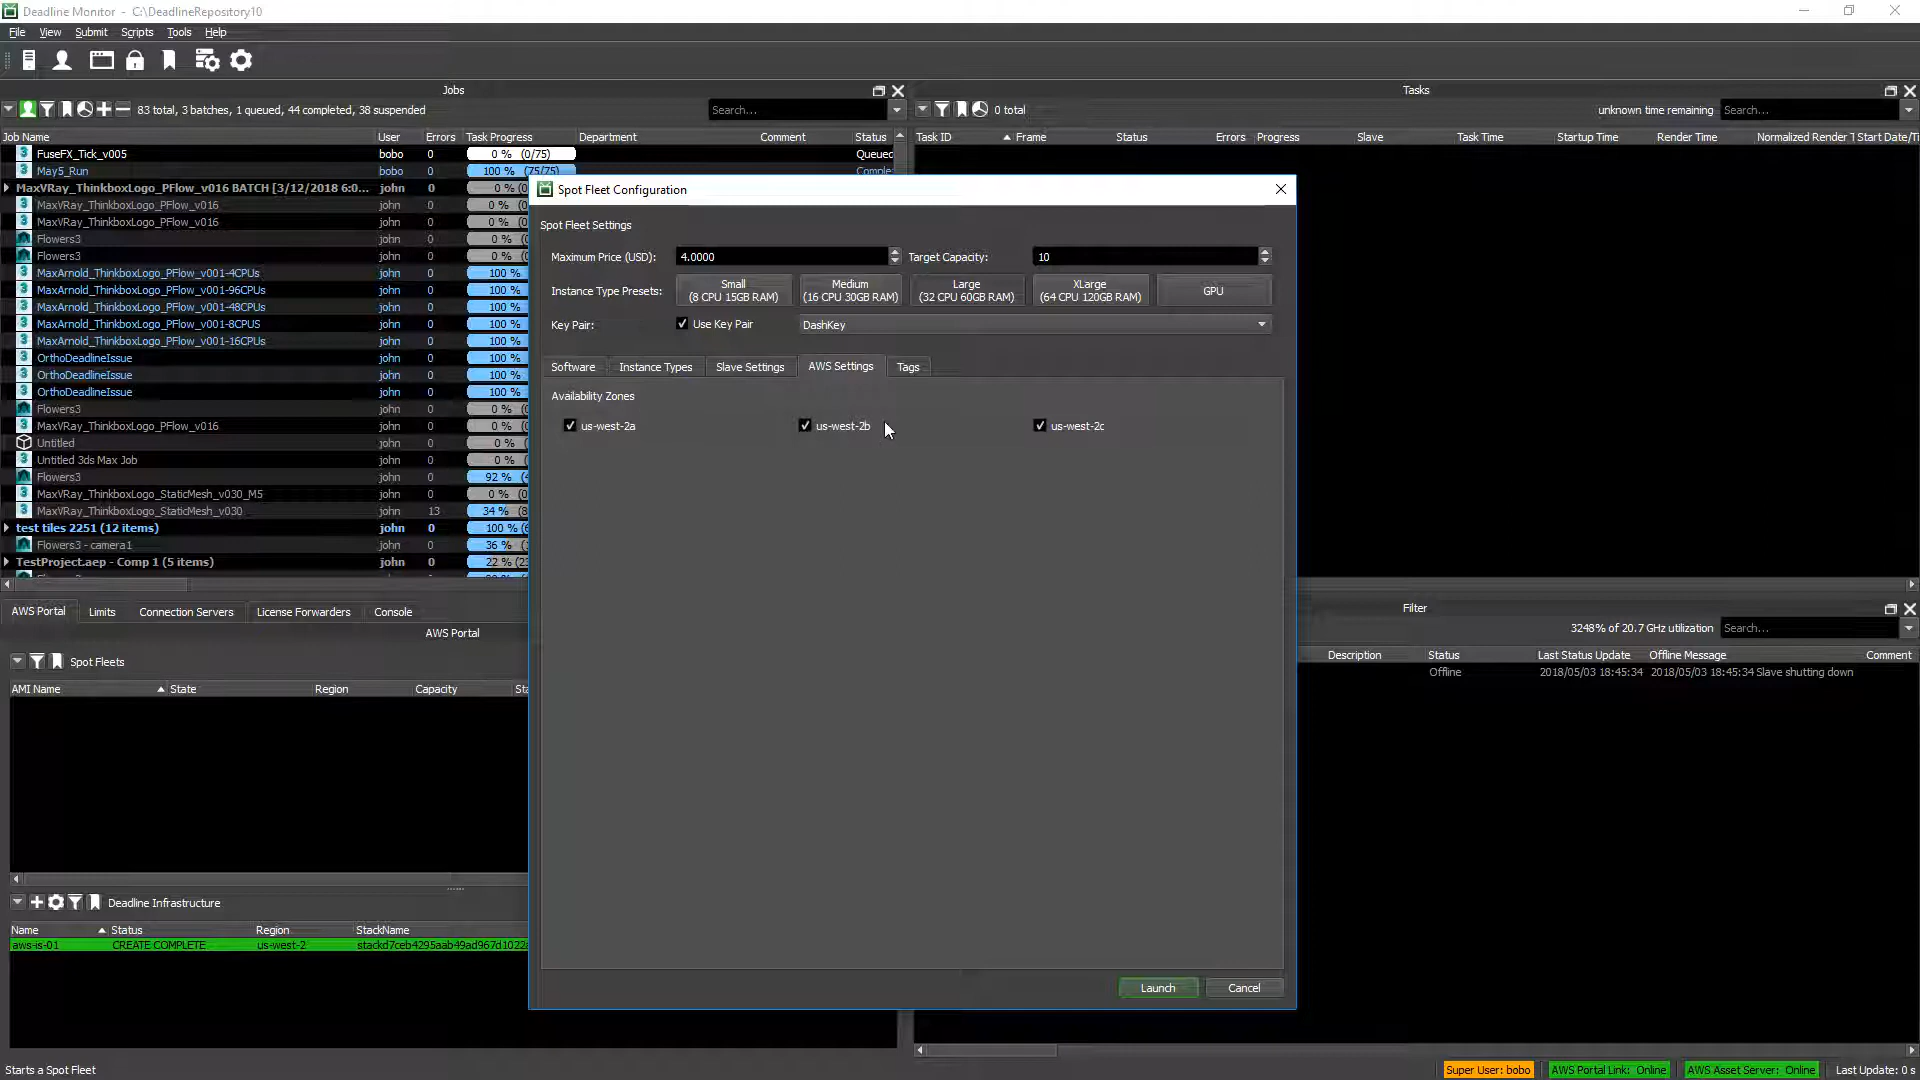 Deadline Monitor - C:\DeadlineRepository10
File View Submit Scripts Tools Help
Jobs
83 total, 3 batches, 1 queued, 44 completed, 38 suspended
Search...
Job Name User Errors Task Progress Department Comment Status
FuseFX_Tick_v005 bobo 0 0 % (0/75) Queued
May5_Run bobo 0 100 % (75/75)
MaxVRay_ThinkboxLogo_PFlow_v016 BATCH [3/12/2018 6:0... john 0 0 % (0
MaxVRay_ThinkboxLogo_PFlow_v016 john 0 0 % (0
MaxVRay_ThinkboxLogo_PFlow_v016 john 0 0 % (0
Flowers3 john 0 0 % (0
Flowers3 john 0 0 % (0
MaxArnold_ThinkboxLogo_PFlow_v001-4CPUs john 0 100 %
MaxArnold_ThinkboxLogo_PFlow_v001-96CPUs john 0 100 %
MaxArnold_ThinkboxLogo_PFlow_v001-48CPUs john 0 100 %
MaxArnold_ThinkboxLogo_PFlow_v001-8CPUS john 0 100 %
MaxArnold_ThinkboxLogo_PFlow_v001-16CPUs john 0 100 %
OrthoDeadlineIssue john 0 100 %
OrthoDeadlineIssue john 0 100 %
OrthoDeadlineIssue john 0 100 %
Flowers3 john 0 0 % (0
MaxVRay_ThinkboxLogo_PFlow_v016 john 0 0 % (0
Untitled john 0 0 %
Untitled 3ds Max Job john 0 0 % (0
Flowers3 john 0 92 % (4
MaxVRay_ThinkboxLogo_StaticMesh_v030_M5 john 0 0 % (0
MaxVRay_ThinkboxLogo_StaticMesh_v030 john 13 34 % (8
test tiles 2251 (12 items) john 0 100 % (6
Flowers3 - camera1 john 0 36 %
TestProject.aep - Comp 1 (5 items) john 0 22 % (2
Tasks
0 total
unknown time remaining Search...
Task ID Frame Status Errors Progress Slave Task Time Startup Time Render Time Normalized Render T Start Date/Ti
Spot Fleet Configuration
Spot Fleet Settings
Maximum Price (USD): 4.0000 Target Capacity: 10
Instance Type Presets:
Small
(8 CPU 15GB RAM)
Medium
(16 CPU 30GB RAM)
Large
(32 CPU 60GB RAM)
XLarge
(64 CPU 120GB RAM)
GPU
Key Pair: Use Key Pair DashKey
Software Instance Types Slave Settings AWS Settings Tags
Availability Zones
us-west-2a us-west-2b us-west-2c
Launch Cancel
AWS Portal Limits Connection Servers License Forwarders Console
AWS Portal
Spot Fleets
AMI Name State Region Capacity Sta
Deadline Infrastructure
Name Status Region StackName
aws-is-01 CREATE COMPLETE us-west-2 stackd7ceb4295aab49ad967d1022a
Filter
3248% of 20.7 GHz utilization Search...
Description Status Last Status Update Offline Message Comment
Offline 2018/05/03 18:45:34 2018/05/03 18:45:34 Slave shutting down
Starts a Spot Fleet
Super User: bobo AWS Portal Link: Online AWS Asset Server: Online Last Update: 0 s